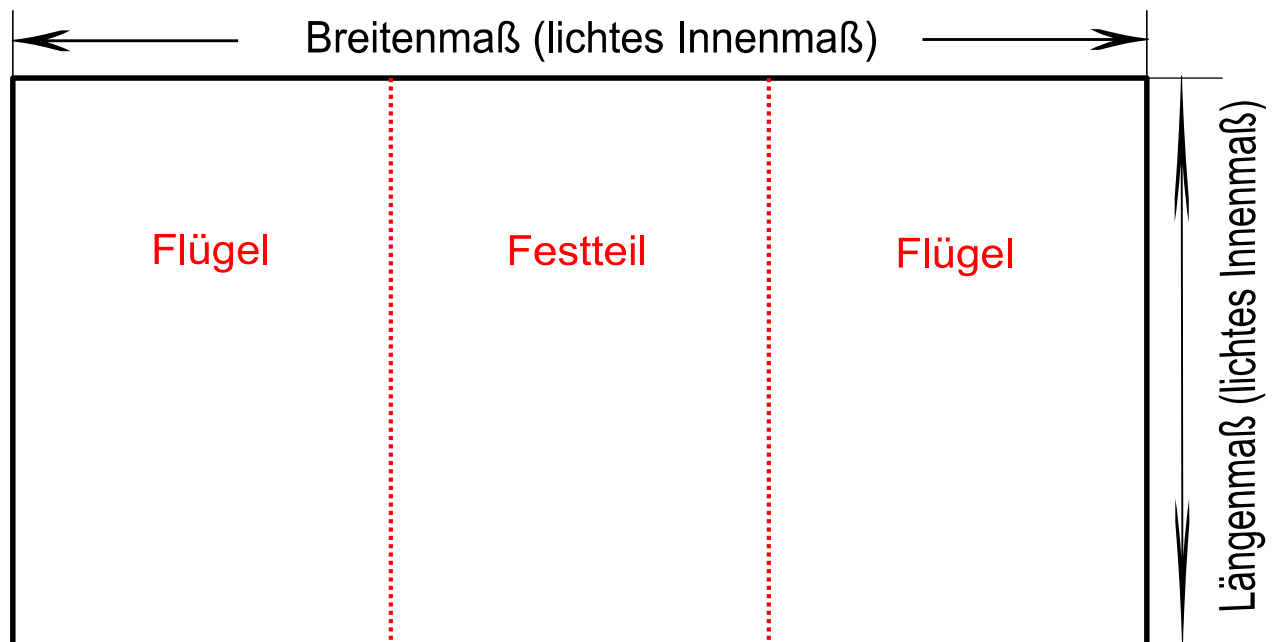 Breitenmaß (lichtes Innenmaß)
Flügel
Festteil
Flügel
Längenmaß (lichtes Innenmaß)